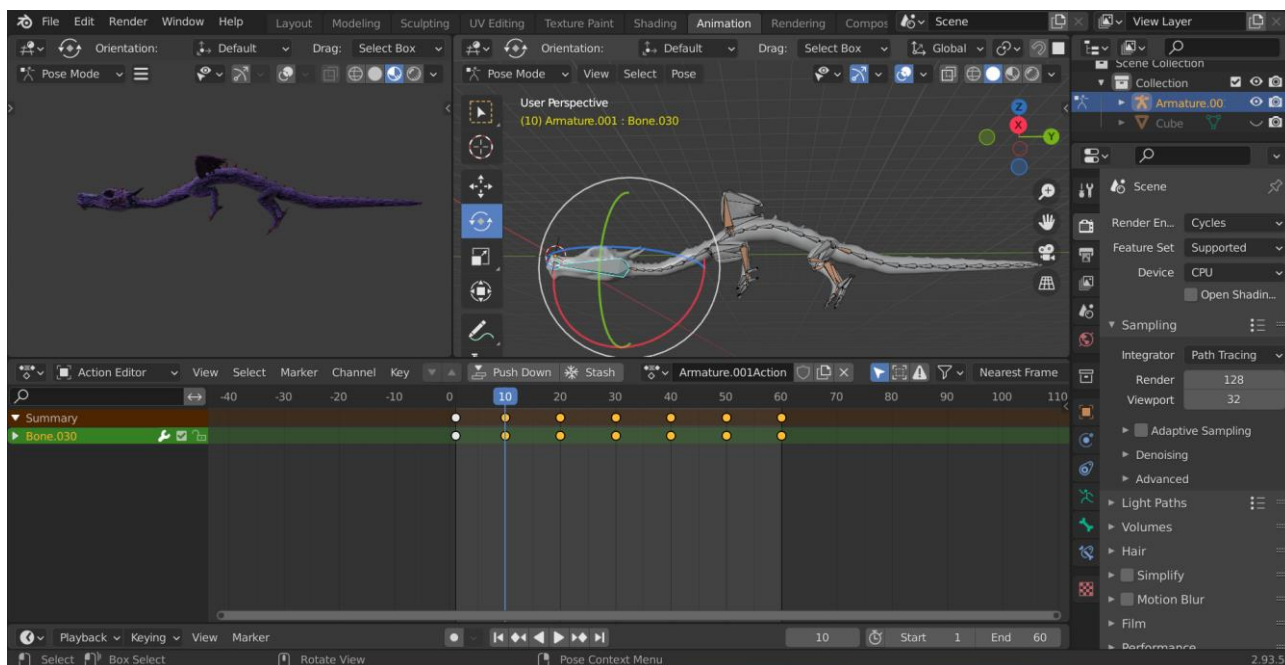 File Edit Render Window Help Layout Modeling Sculpting UV Editing Texture Paint Shading Animation Rendering Compos Scene View Layer
Orientation: Default Drag: Select Box Orientation: Default Drag: Select Box Global
Pose Mode Pose Mode View Select Pose
Scene Collection
Collection
Armature.00
Cube
User Perspective
(10) Armature.001 : Bone.030
Z
X
Y
Scene
Render En... Cycles
Feature Set Supported
Device CPU
Open Shadin...
Sampling
Integrator Path Tracing
Render 128
Viewport 32
Adaptive Sampling
Denoising
Advanced
Light Paths
Volumes
Hair
Simplify
Motion Blur
Film
Performance
Action Editor View Select Marker Channel Key Push Down Stash Armature.001Action Nearest Frame
-40 -30 -20 -10 0 10 20 30 40 50 60 70 80 90 100 110
Summary
Bone.030
Playback Keying View Marker 10 Start 1 End 60
Select Box Select Rotate View Pose Context Menu 2.93.5